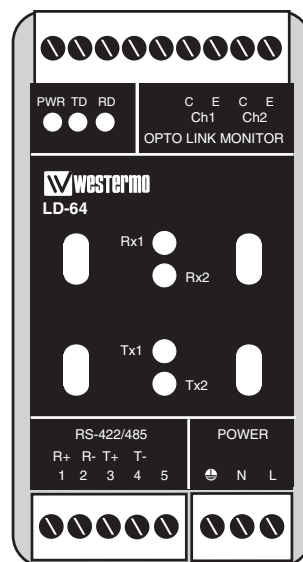 PWR TD RD
C E C E
Ch1 Ch2
OPTO LINK MONITOR
Westermo
LD-64
Rx1
Rx2
Tx1
Tx2
RS-422/485
R+ R- T+ T-
1 2 3 4 5
POWER
N L